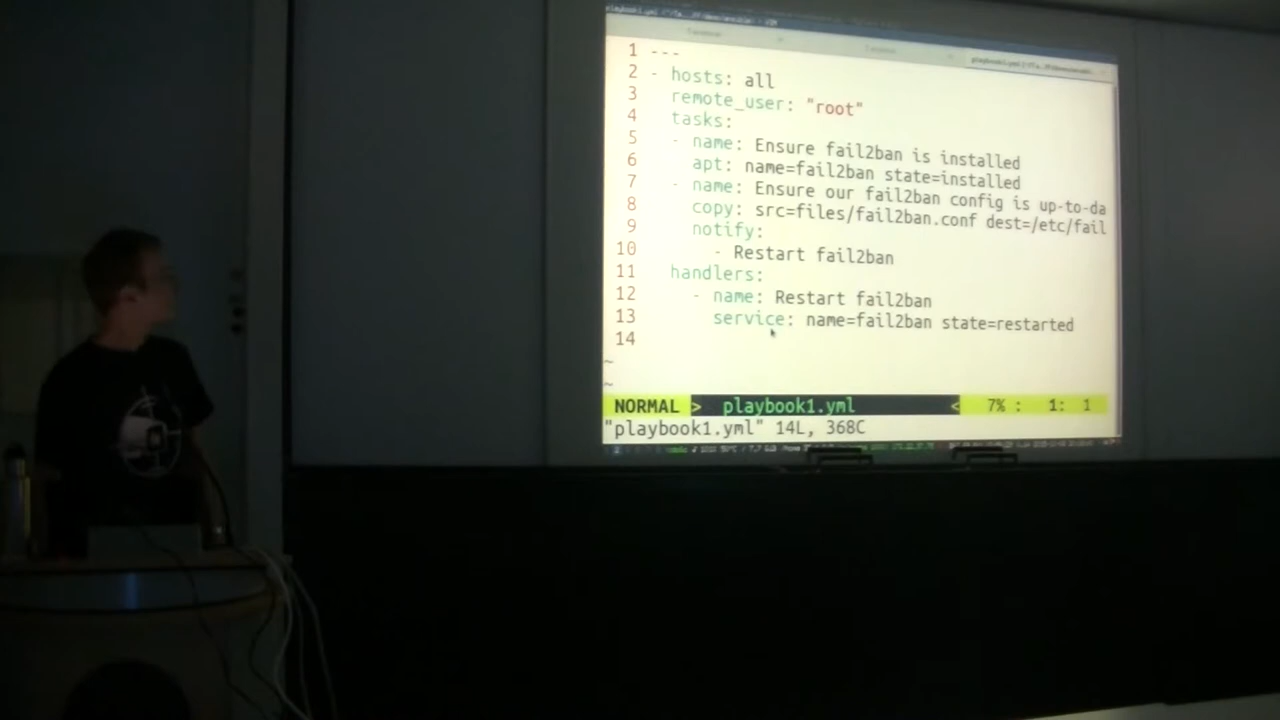 1 ---
2 - hosts: all
3 remote_user: "root"
4 tasks:
5 - name: Ensure fail2ban is installed
6 apt: name=fail2ban state=installed
7 - name: Ensure our fail2ban config is up-to-da
8 copy: src=files/fail2ban.conf dest=/etc/fail
9 notify:
10 - Restart fail2ban
11 handlers:
12 - name: Restart fail2ban
13 service: name=fail2ban state=restarted
14
~
~
NORMAL > playbook1.yml < 7% : 1: 1
"playbook1.yml" 14L, 368C